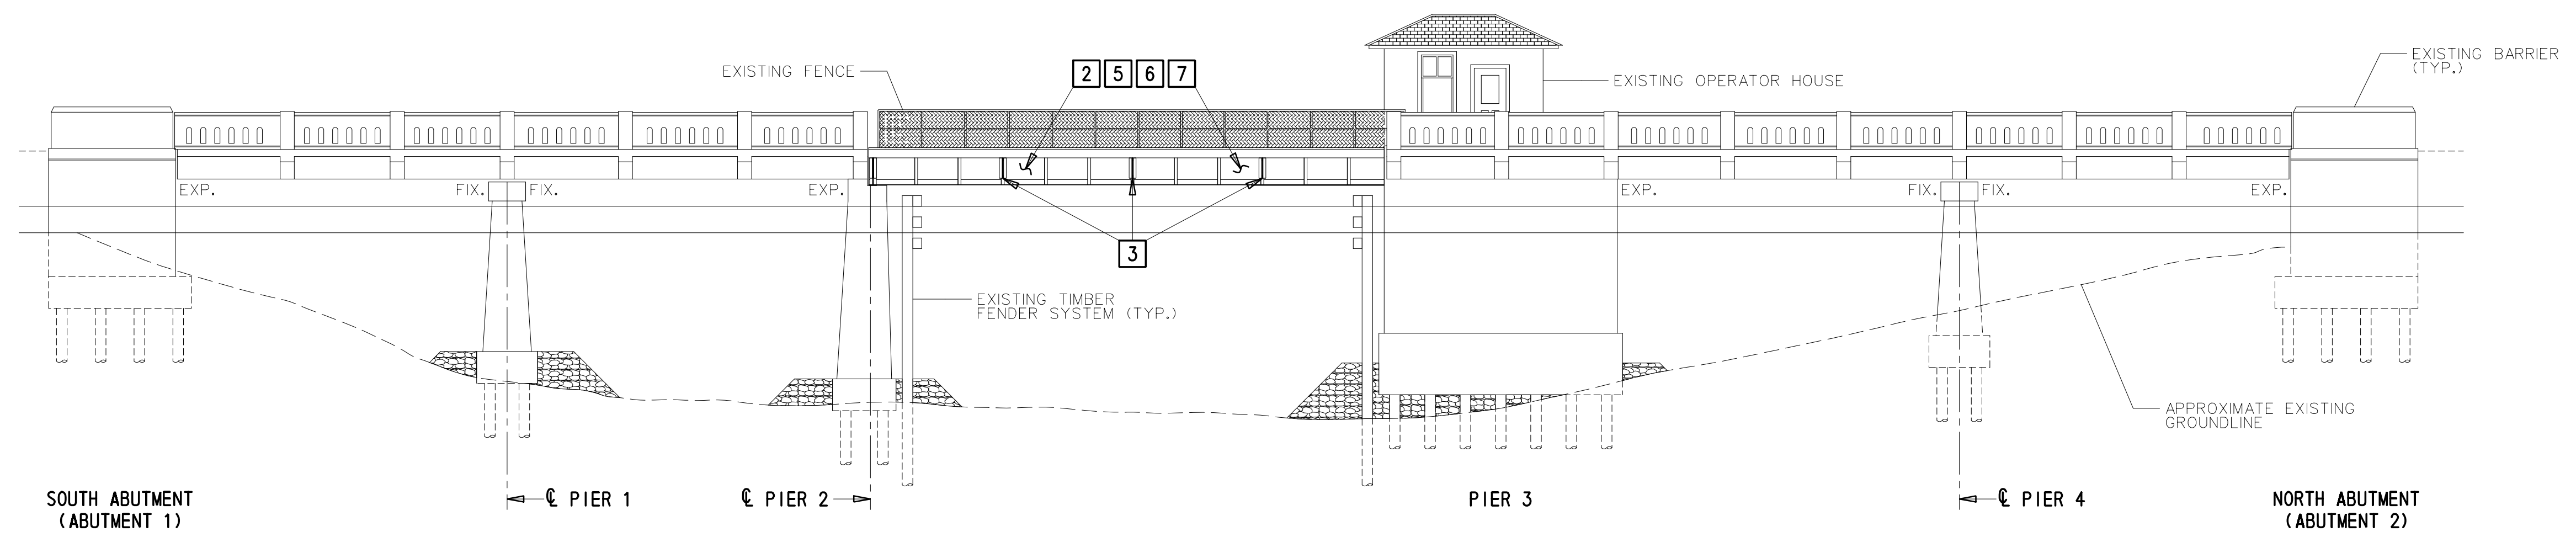 EXISTING FENCE
2 5 6 7
EXISTING OPERATOR HOUSE
EXISTING BARRIER
(TYP.)
EXP.
FIX.
FIX.
EXP.
EXP.
FIX.
FIX.
EXP.
3
EXISTING TIMBER
FENDER SYSTEM (TYP.)
APPROXIMATE EXISTING
GROUNDLINE
SOUTH ABUTMENT
(ABUTMENT 1)
℄ PIER 1
℄ PIER 2
PIER 3
℄ PIER 4
NORTH ABUTMENT
(ABUTMENT 2)